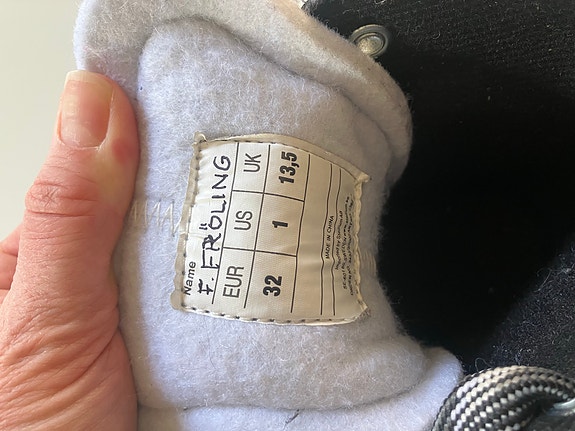 Name
F. FRÖLING
EUR US UK
32 1 13,5
MADE IN CHINA